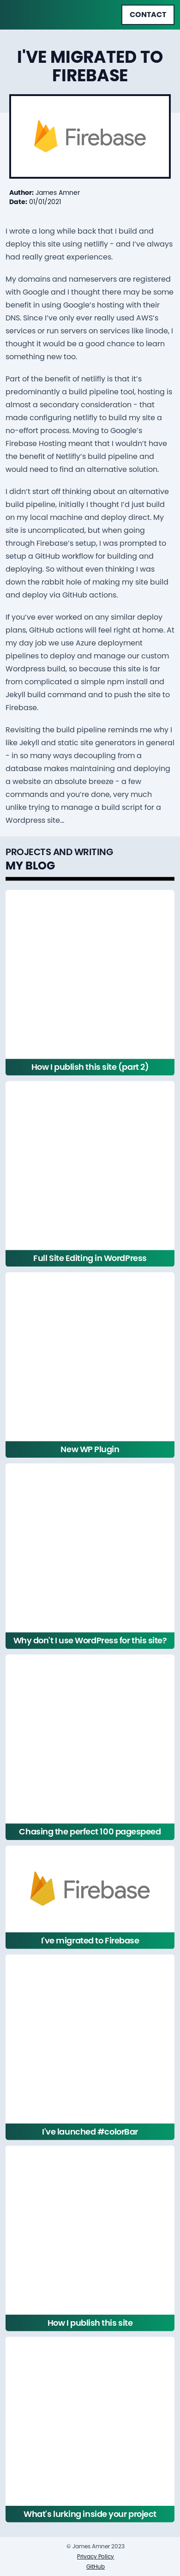 CONTACT
I'VE MIGRATED TO
FIREBASE
Firebase
Author: James Amner
Date: 01/01/2021
I wrote a long while back that I build and
deploy this site using netlifly - and I've always
had really great experiences.
My domains and nameservers are registered
with Google and I thought there may be some
benefit in using Google's hosting with their
DNS. Since I've only ever really used AWS's
services or run servers on services like linode, I
thought it would be a good chance to learn
something new too.
Part of the benefit of netlifly is that it's
predominantly a build pipeline tool, hosting is
almost a secondary consideration - that
made configuring netlifly to build my site a
no-effort process. Moving to Google's
Firebase Hosting meant that I wouldn't have
the benefit of Netlifly's build pipeline and
would need to find an alternative solution.
I didn't start off thinking about an alternative
build pipeline, initially I thought I'd just build
on my local machine and deploy direct. My
site is uncomplicated, but when going
through Firebase's setup, I was prompted to
setup a GitHub workflow for building and
deploying. So without even thinking I was
down the rabbit hole of making my site build
and deploy via GitHub actions.
If you've ever worked on any similar deploy
plans, GitHub actions will feel right at home. At
my day job we use Azure deployment
pipelines to deploy and manage our custom
Wordpress build, so because this site is far
from complicated a simple npm install and
Jekyll build command and to push the site to
Firebase.
Revisiting the build pipeline reminds me why I
like Jekyll and static site generators in general
- in so many ways decoupling from a
database makes maintaining and deploying
a website an absolute breeze - a few
commands and you're done, very much
unlike trying to manage a build script for a
Wordpress site...
PROJECTS AND WRITING
MY BLOG
How I publish this site (part 2)
Full Site Editing in WordPress
New WP Plugin
Why don't I use WordPress for this site?
Chasing the perfect 100 pagespeed
Firebase
I've migrated to Firebase
I've launched #colorBar
How I publish this site
What's lurking inside your project
© James Amner 2023
Privacy Policy
GitHub